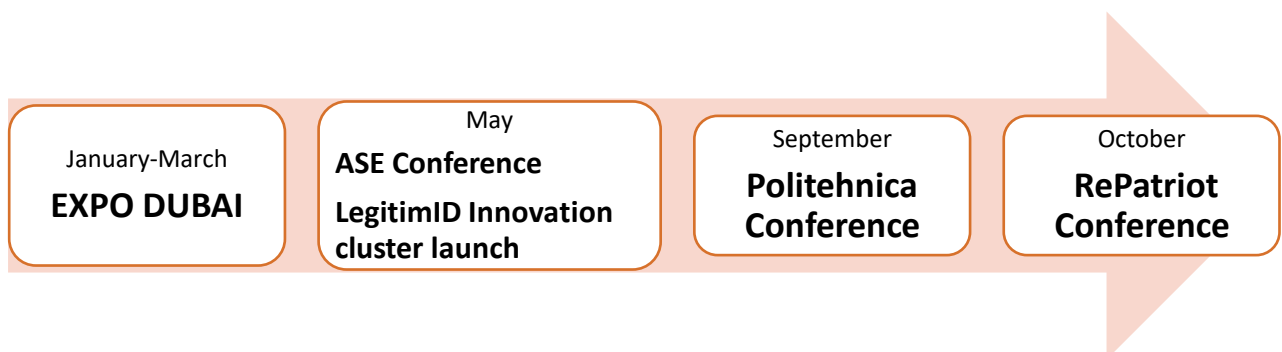 January-March
EXPO DUBAI
May
ASE Conference
LegitimID Innovation
cluster launch
September
Politehnica
Conference
October
RePatriot
Conference